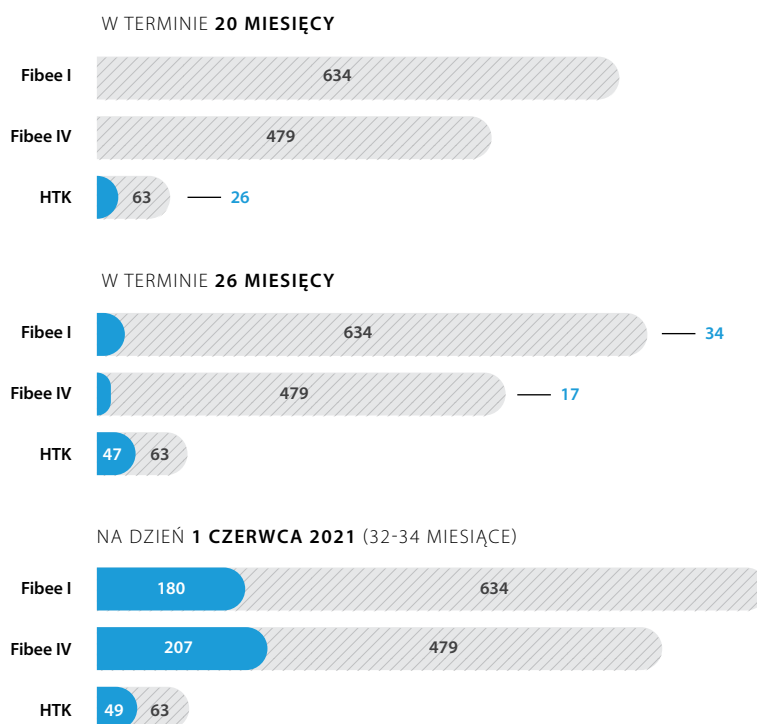 W TERMINIE 20 MIESIĘCY
Fibee I 634
Fibee IV 479
HTK 63 26
W TERMINIE 26 MIESIĘCY
Fibee I 634 34
Fibee IV 479 17
HTK 47 63
NA DZIEŃ 1 CZERWCA 2021 (32-34 MIESIĄCE)
Fibee I 180 634
Fibee IV 207 479
HTK 49 63